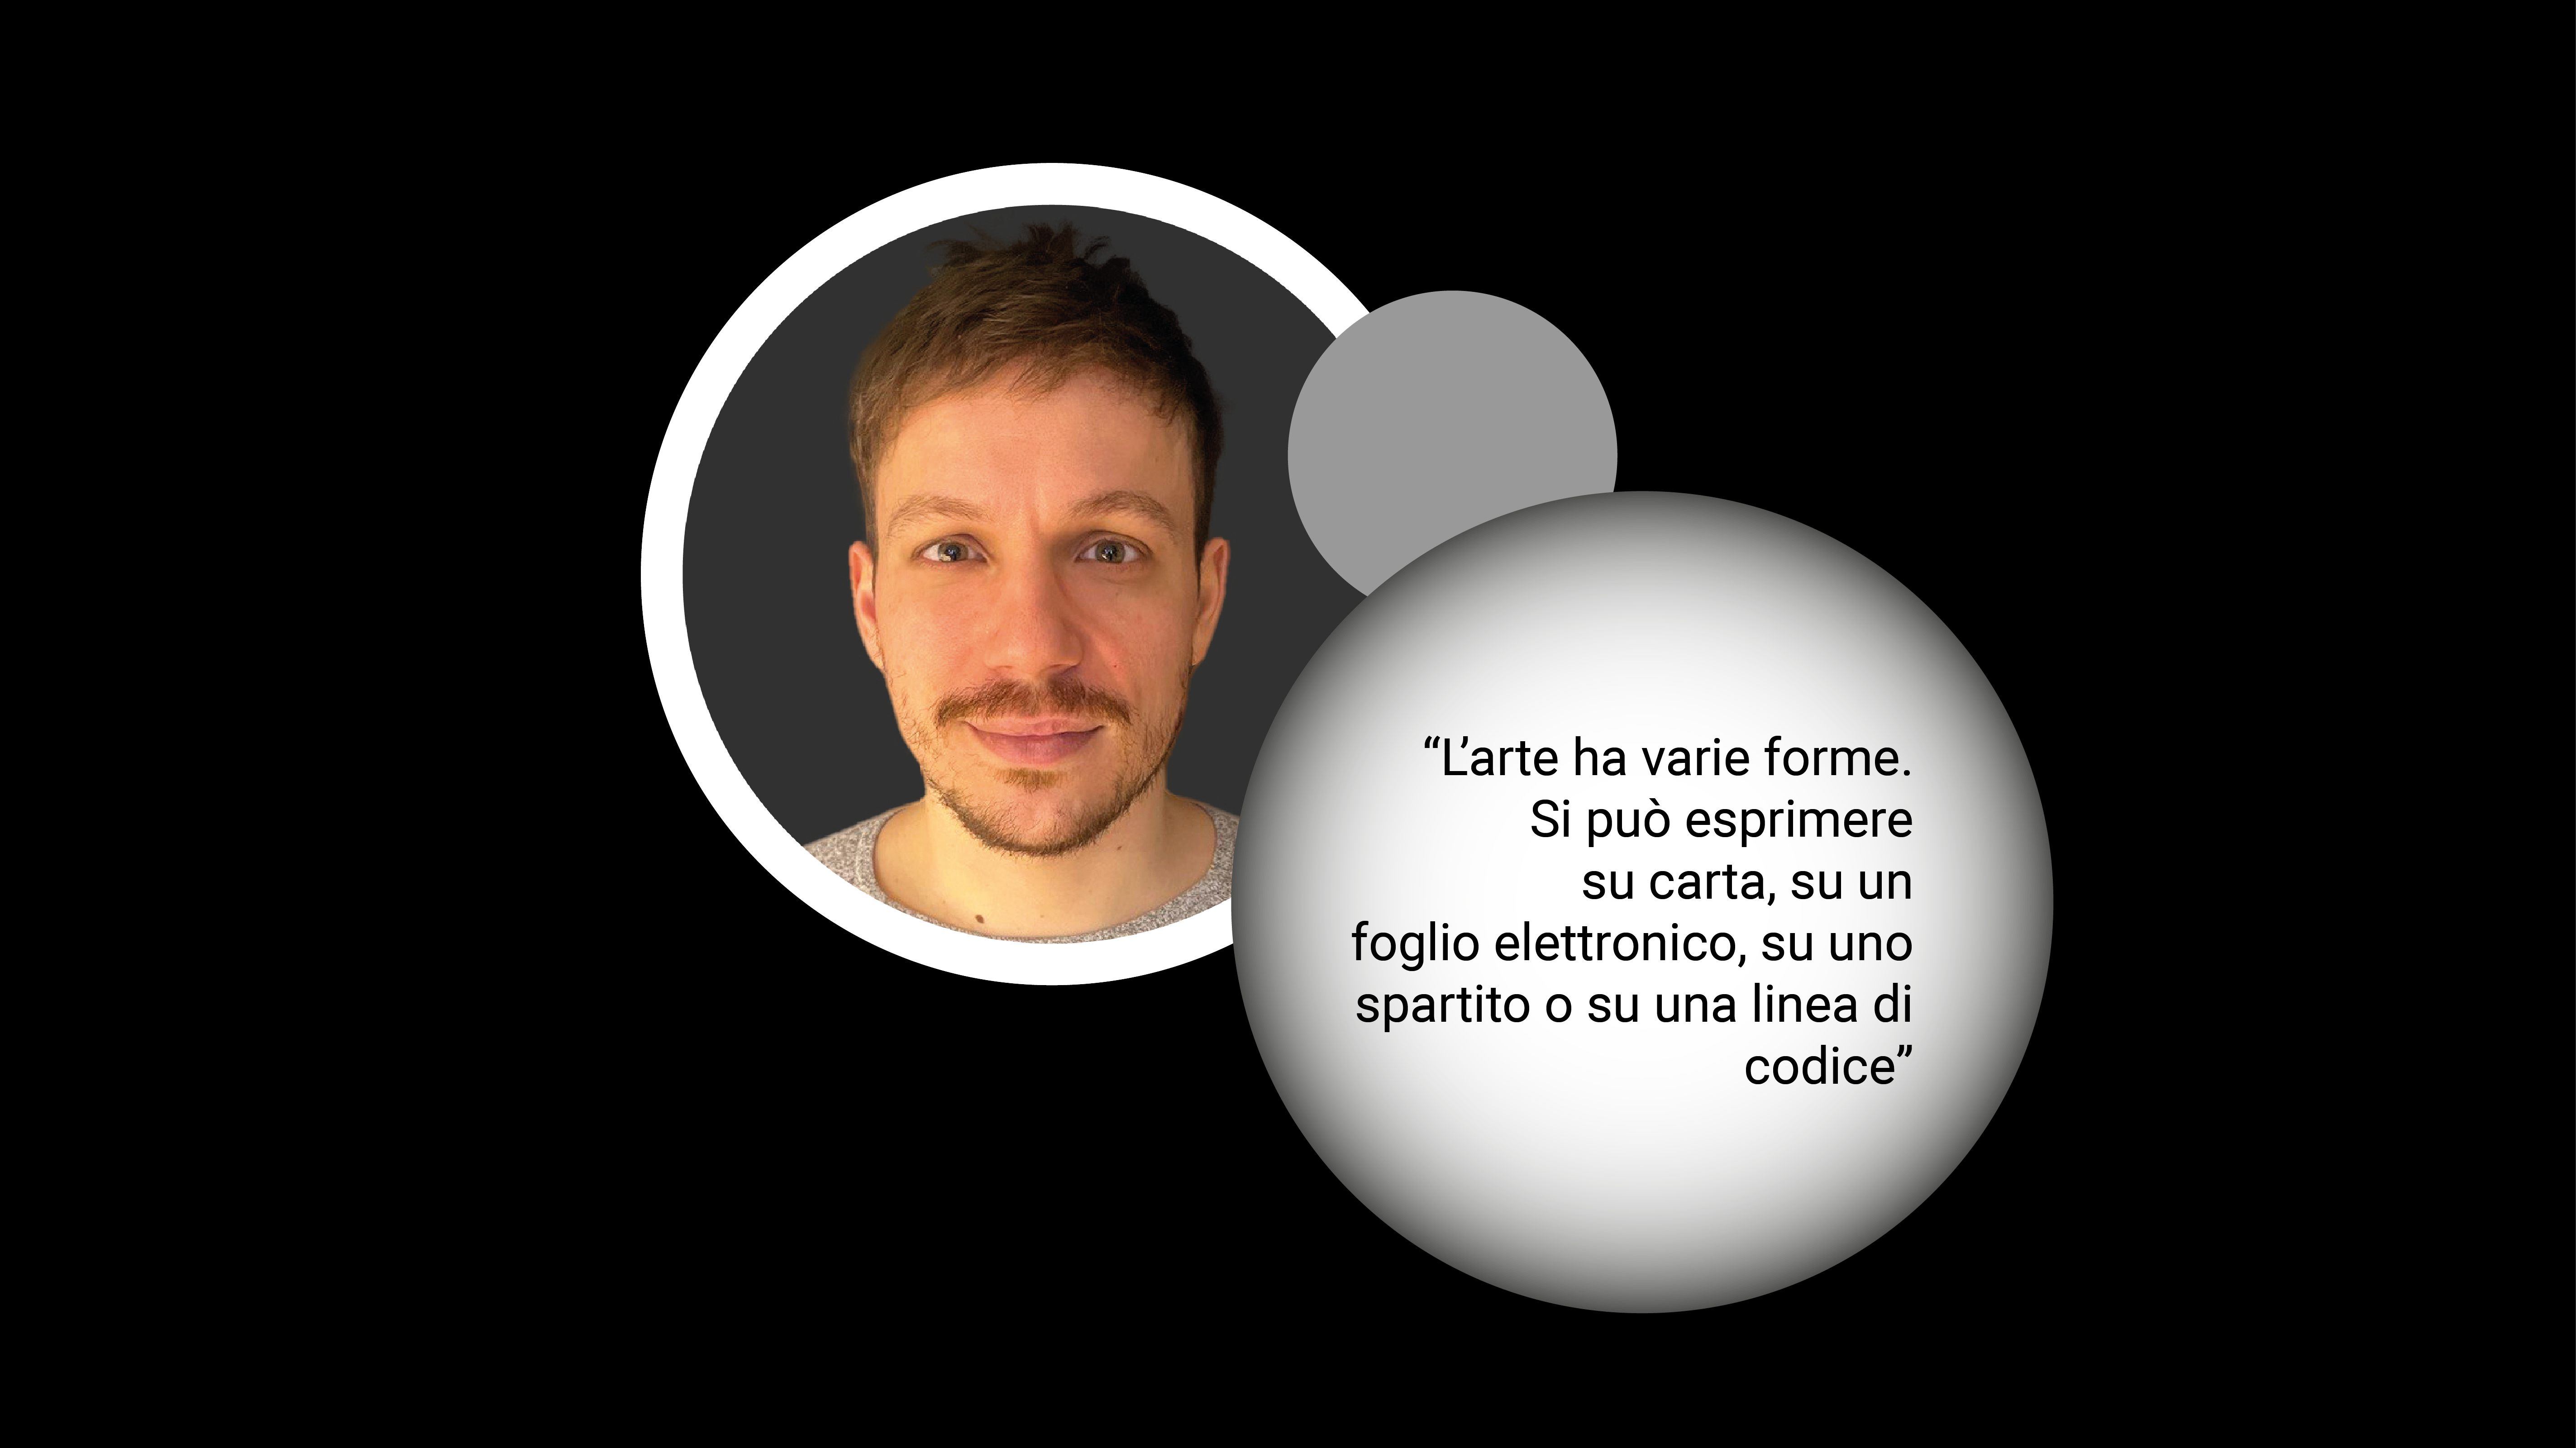 “L’arte ha varie forme.
Si può esprimere
su carta, su un
foglio elettronico, su uno
spartito o su una linea di
codice”